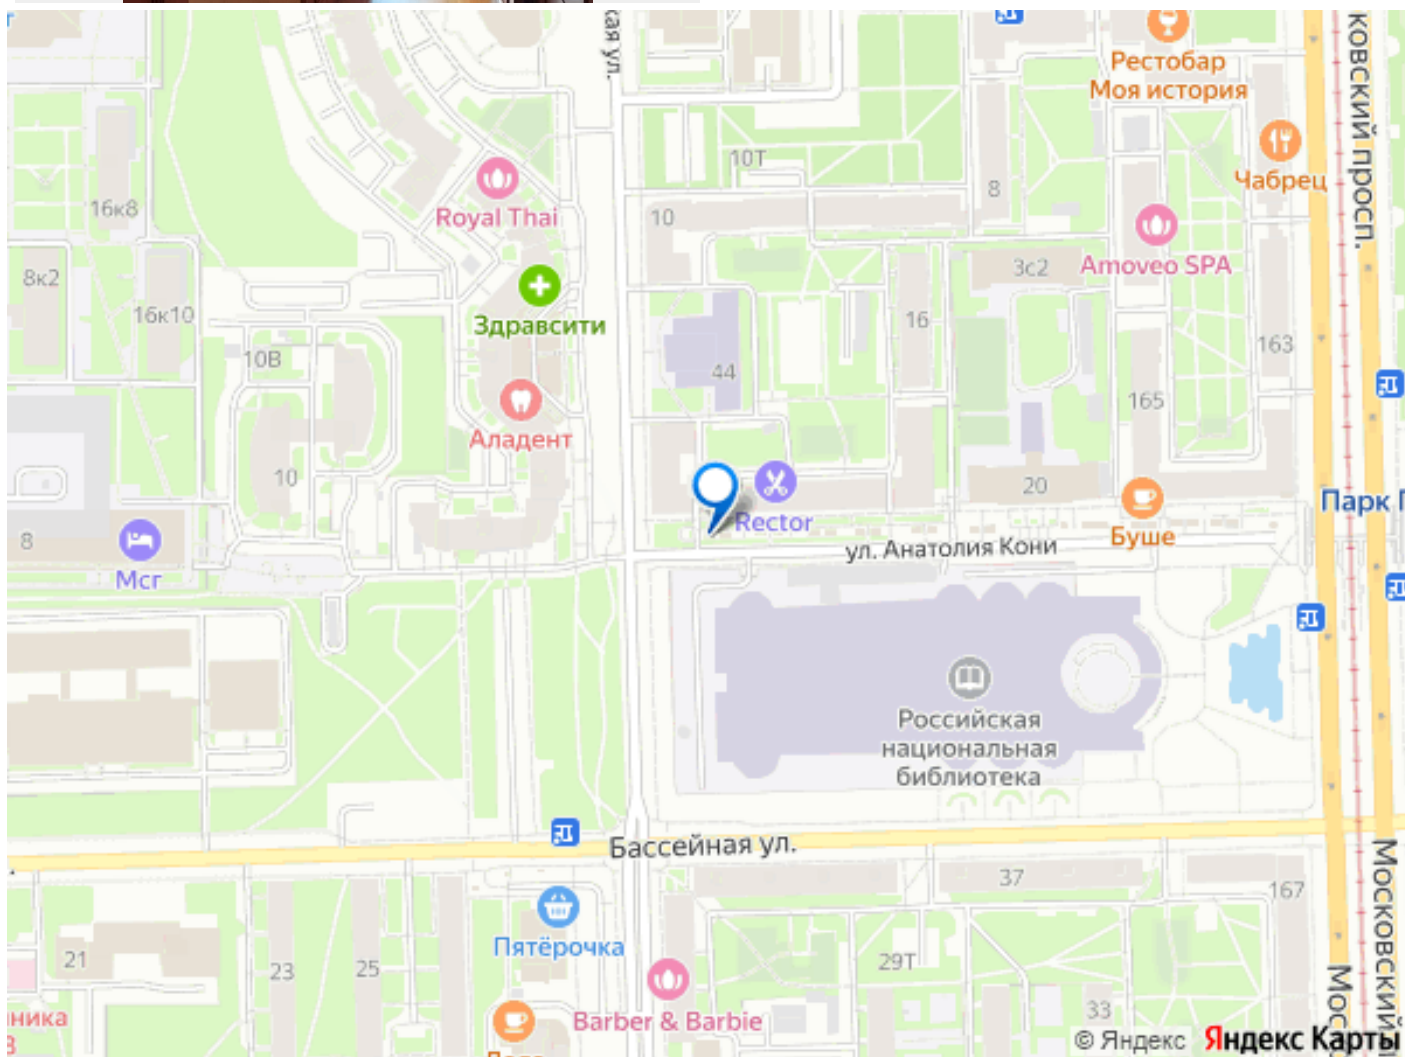 кая ул.
ковский просп.
Рестобар
Моя история
Чабрец
10Т
8
Royal Thai
16к8
10
Amoveo SPA
3с2
8к2
16к10
Здравсити
16
163
10В
44
165
Аладент
10
20
Буше
Парк П
Rector
ул. Анатолия Кони
8
Мсг
Российская
национальная
библиотека
Бассейная ул.
Московский
37
167
Пятёрочка
21
23
25
29Т
Мос
33
ника
Barber & Barbie
© Яндекс Яндекс Карты